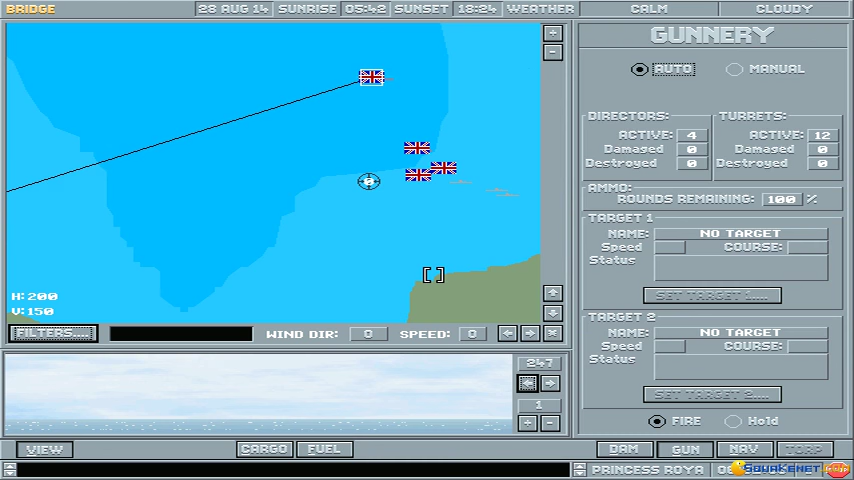 BRIDGE 28 AUG 14 SUNRISE 05:42 SUNSET 18:24 WEATHER CALM CLOUDY
GUNNERY
AUTO MANUAL
DIRECTORS: TURRETS:
ACTIVE: 4 ACTIVE: 12
Damaged 0 Damaged 0
Destroyed 0 Destroyed 0
AMMO:
ROUNDS REMAINING: 100 %
TARGET 1
NAME: NO TARGET
Speed COURSE:
Status
SET TARGET 1....
TARGET 2
NAME: NO TARGET
Speed COURSE:
Status
SET TARGET 2....
FIRE Hold
H:200
V:150
FILTERS.... WIND DIR: 0 SPEED: 0
247
1
VIEW CARGO FUEL DAM GUN NAV TORP
PRINCESS ROYA
SQUAKENET